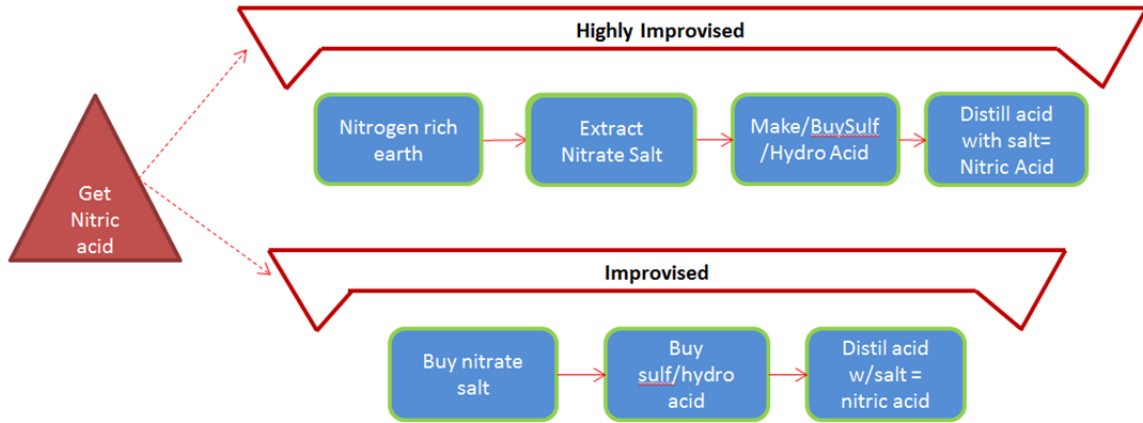 Highly Improvised
Nitrogen rich
earth
Extract
Nitrate Salt
Make/BuySulf
/Hydro Acid
Distill acid
with salt=
Nitric Acid
Get
Nitric
acid
Improvised
Buy nitrate
salt
Buy
sulf/hydro
acid
Distil acid
w/salt =
nitric acid